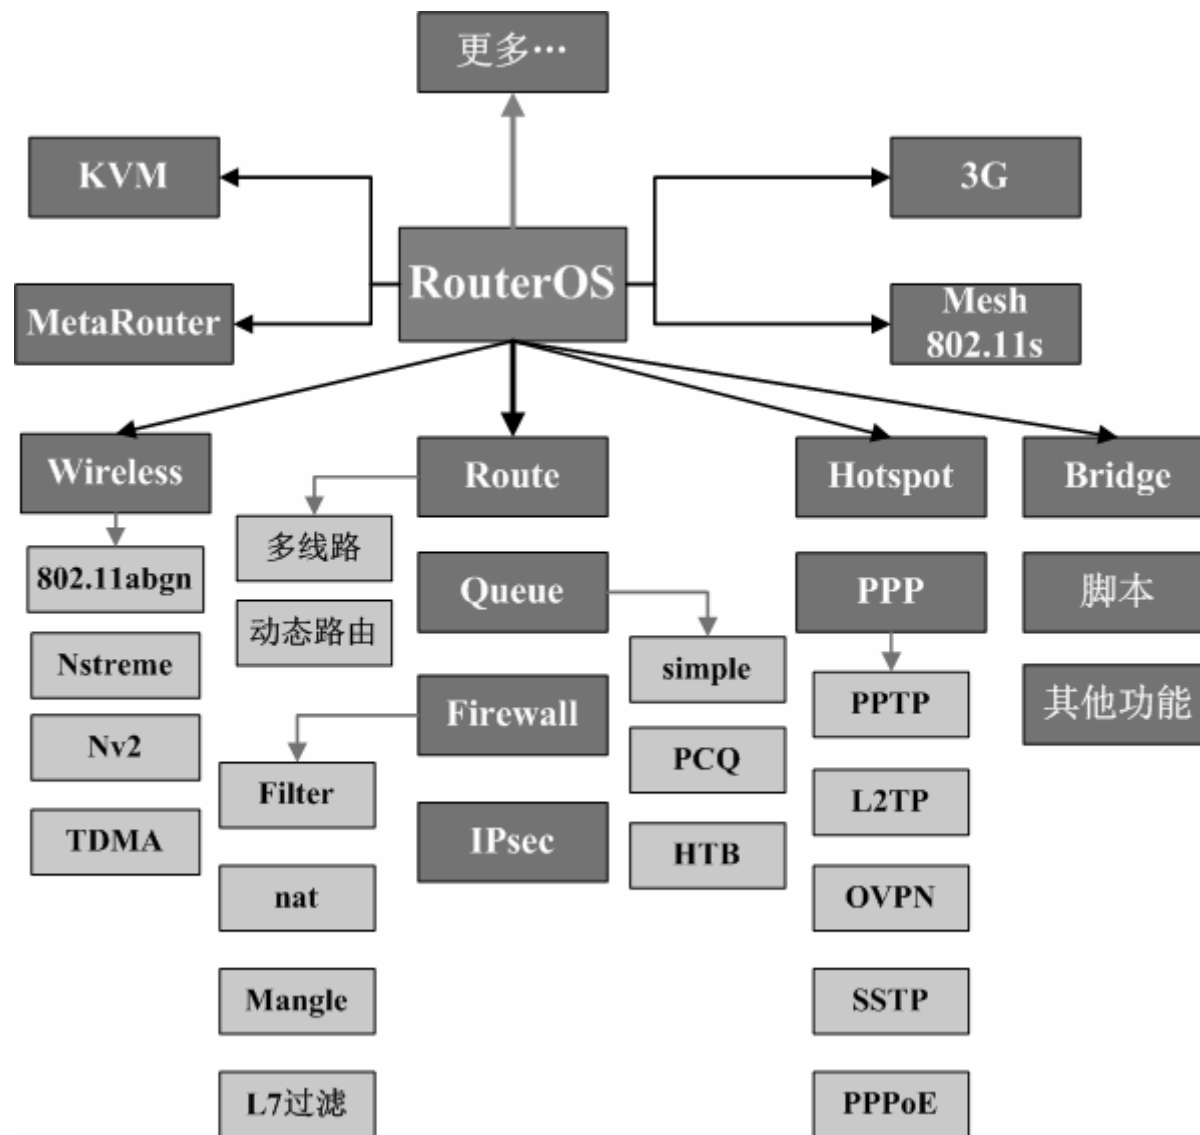 更多…
KVM
3G
RouterOS
MetaRouter
Mesh
802.11s
Wireless
Route
Hotspot
Bridge
多线路
802.11abgn
Queue
PPP
脚本
动态路由
Nstreme
simple
PPTP
Firewall
其他功能
Nv2
PCQ
Filter
L2TP
TDMA
IPsec
HTB
nat
OVPN
Mangle
SSTP
L7过滤
PPPoE